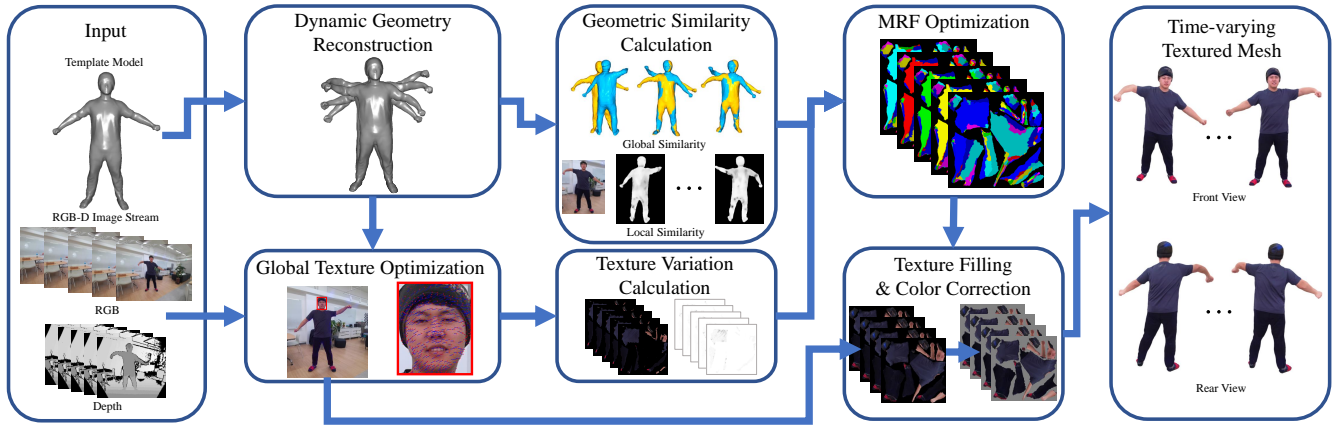 Input
Template Model
RGB-D Image Stream
RGB
Depth
Dynamic Geometry
Reconstruction
Global Texture Optimization
Geometric Similarity
Calculation
Global Similarity
Local Similarity
Texture Variation
Calculation
MRF Optimization
Texture Filling
& Color Correction
Time-varying
Textured Mesh
Front View
Rear View